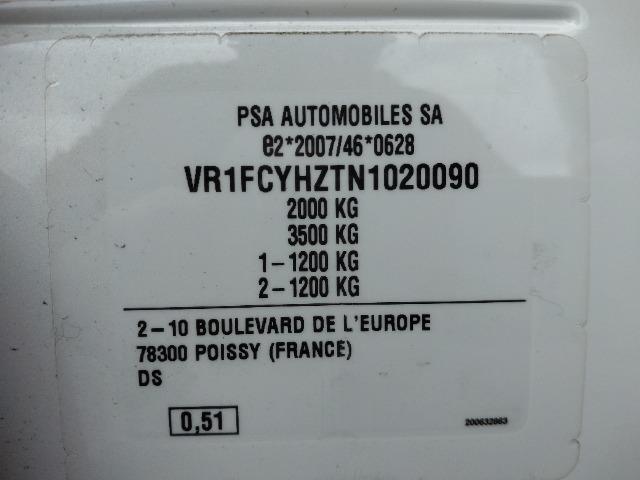 PSA AUTOMOBILES SA
e2*2007/46*0628
VR1FCYHZTN1020090
2000 KG
3500 KG
1-1200 KG
2-1200 KG
2-10 BOULEVARD DE L'EUROPE
78300 POISSY (FRANCE)
DS
0,51
200632863